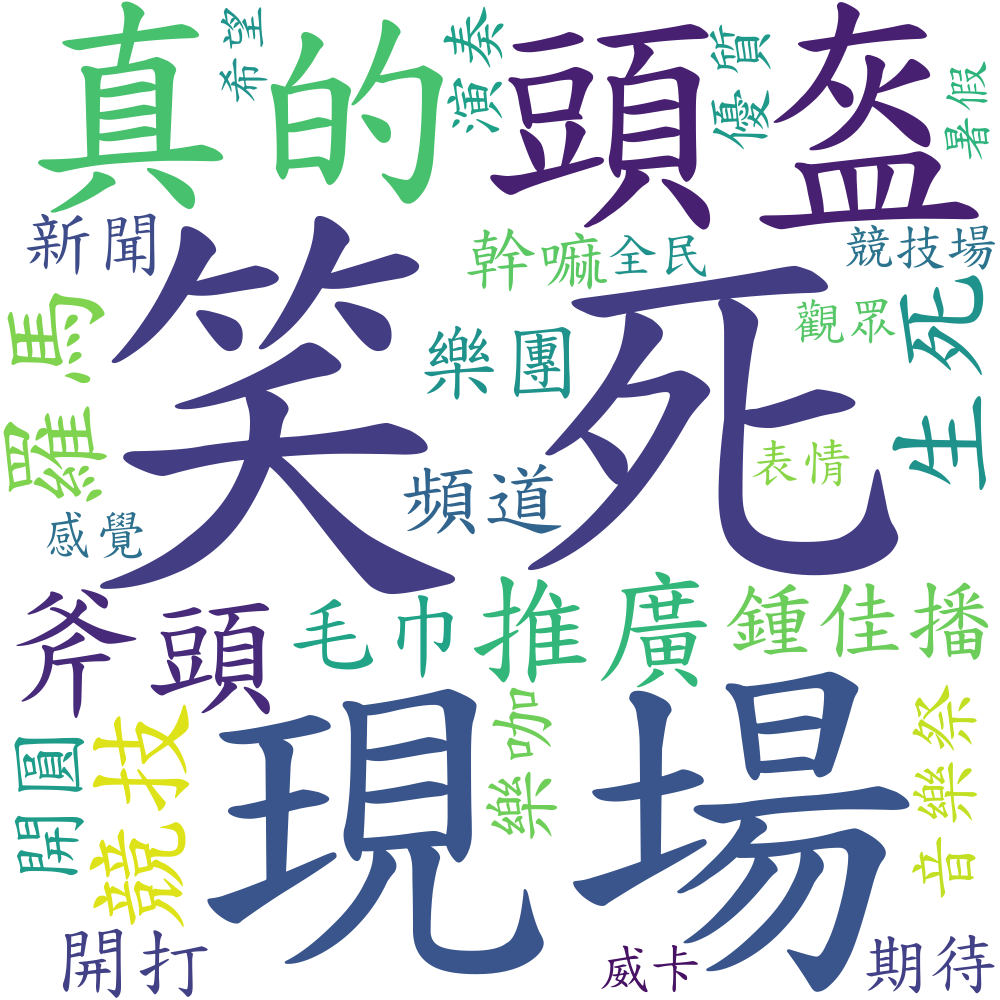 真的
希望
演奏
頭盔
優質
暑假
新聞
幹嘛
全民
競技場
笑死
羅馬
樂團
觀眾
生死
頻道
表情
感覺
斧頭
毛巾
推廣
鍾佳播
現場
開圓
競技
樂咖
音樂祭
開打
威卡
期待